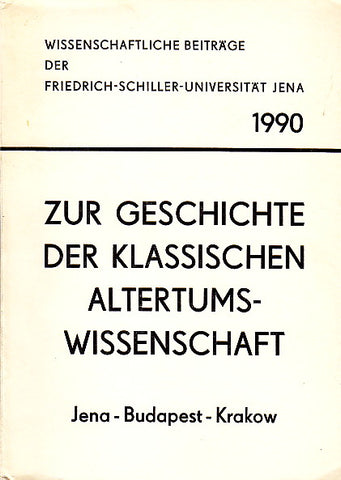 WISSENSCHAFTLICHE BEITRÄGE
DER
FRIEDRICH-SCHILLER-UNIVERSITÄT JENA
1990
ZUR GESCHICHTE
DER KLASSISCHEN
ALTERTUMS-
WISSENSCHAFT
Jena - Budapest - Krakow